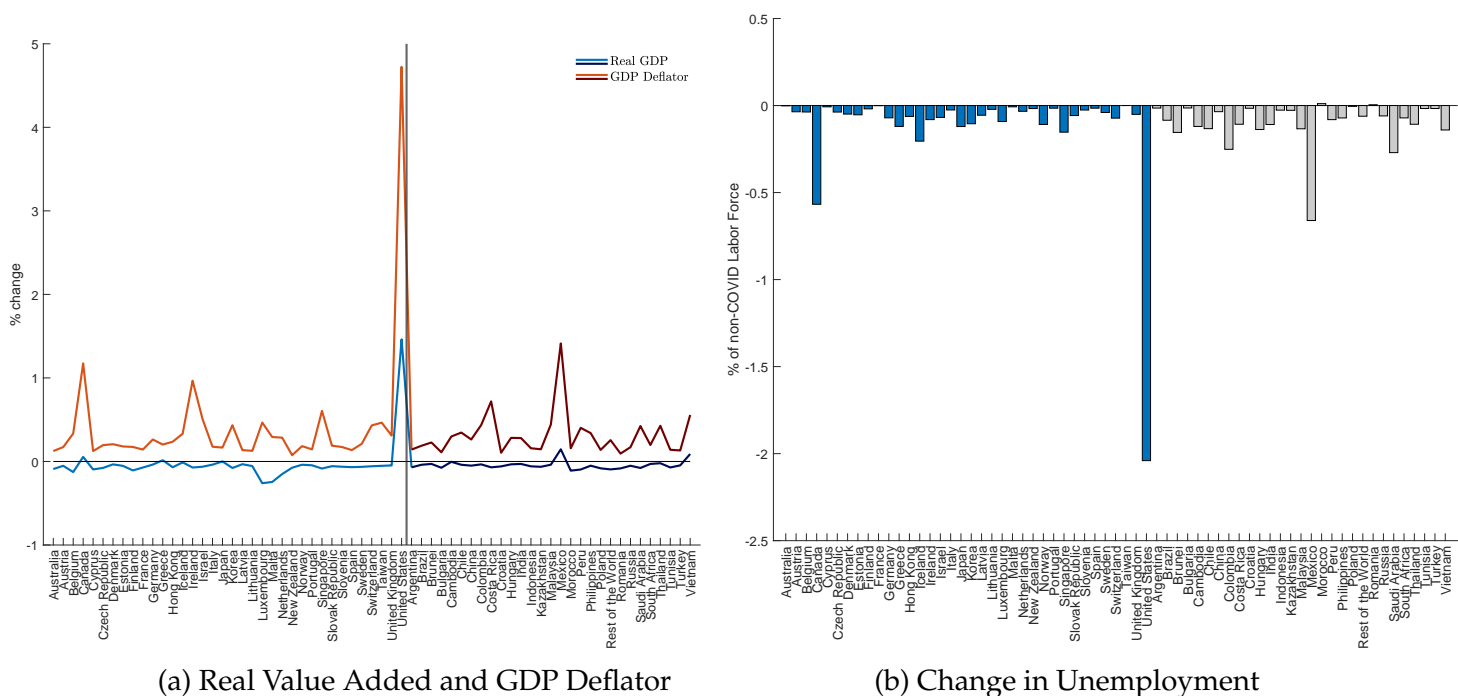 5
4
3
2
1
0
-1
% change
Real GDP
GDP Deflator
Australia
Austria
Belgium
Canada
Cyprus
Czech Republic
Denmark
Estonia
Finland
France
Germany
Greece
Hong Kong
Iceland
Ireland
Israel
Italy
Japan
Korea
Latvia
Lithuania
Luxembourg
Malta
Netherlands
New Zealand
Norway
Portugal
Singapore
Slovak Republic
Slovenia
Spain
Sweden
Switzerland
Taiwan
United Kingdom
United States
Argentina
Brazil
Brunei
Bulgaria
Cambodia
Chile
China
Colombia
Costa Rica
Croatia
Hungary
India
Indonesia
Kazakhstan
Malaysia
Mexico
Morocco
Peru
Philippines
Poland
Rest of the World
Romania
Russia
Saudi Arabia
South Africa
Thailand
Tunisia
Turkey
Vietnam
(a) Real Value Added and GDP Deflator
0.5
0
-0.5
-1
-1.5
-2
-2.5
% of non-COVID Labor Force
Australia
Austria
Belgium
Canada
Cyprus
Czech Republic
Denmark
Estonia
Finland
France
Germany
Greece
Hong Kong
Iceland
Ireland
Israel
Italy
Japan
Korea
Latvia
Lithuania
Luxembourg
Malta
Netherlands
New Zealand
Norway
Portugal
Singapore
Slovak Republic
Slovenia
Spain
Sweden
Switzerland
Taiwan
United Kingdom
United States
Argentina
Brazil
Brunei
Bulgaria
Cambodia
Chile
China
Colombia
Costa Rica
Croatia
Hungary
India
Indonesia
Kazakhstan
Malaysia
Mexico
Morocco
Peru
Philippines
Poland
Rest of the World
Romania
Russia
Saudi Arabia
South Africa
Thailand
Tunisia
Turkey
Vietnam
(b) Change in Unemployment